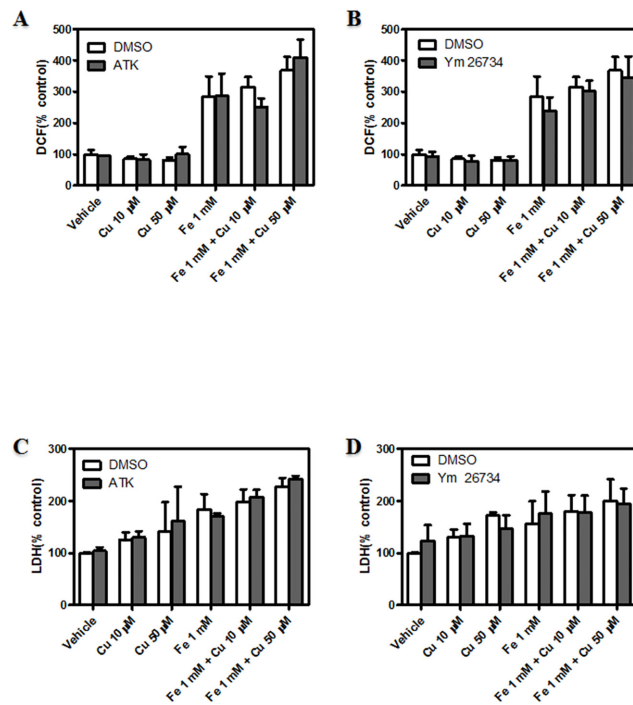 A
DCF(% control)
500
400
300
200
100
0
DMSO
ATK
Vehicle
Cu 10 µM
Cu 50 µM
Fe 1 mM
Fe 1 mM + Cu 10 µM
Fe 1 mM + Cu 50 µM
B
DCF(% control)
500
400
300
200
100
0
DMSO
Ym 26734
Vehicle
Cu 10 µM
Cu 50 µM
Fe 1 mM
Fe 1 mM + Cu 10 µM
Fe 1 mM + Cu 50 µM
C
LDH(% control)
300
200
100
0
DMSO
ATK
Vehicle
Cu 10 µM
Cu 50 µM
Fe 1 mM
Fe 1 mM + Cu 10 µM
Fe 1 mM + Cu 50 µM
D
LDH(% control)
300
200
100
0
DMSO
Ym 26734
Vehicle
Cu 10 µM
Cu 50 µM
Fe 1 mM
Fe 1 mM + Cu 10 µM
Fe 1 mM + Cu 50 µM